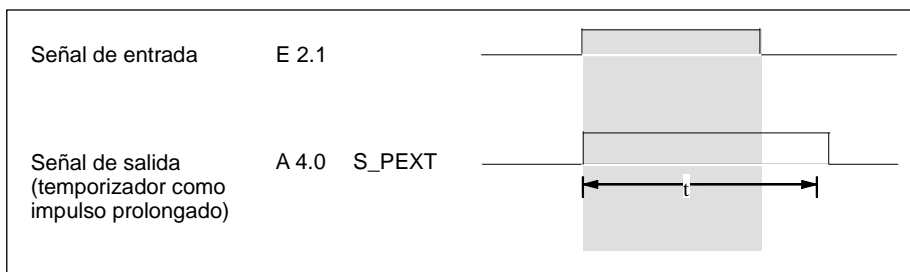 Señal de entrada E 2.1
Señal de salida A 4.0 S_PEXT
(temporizador como
impulso prolongado)
t